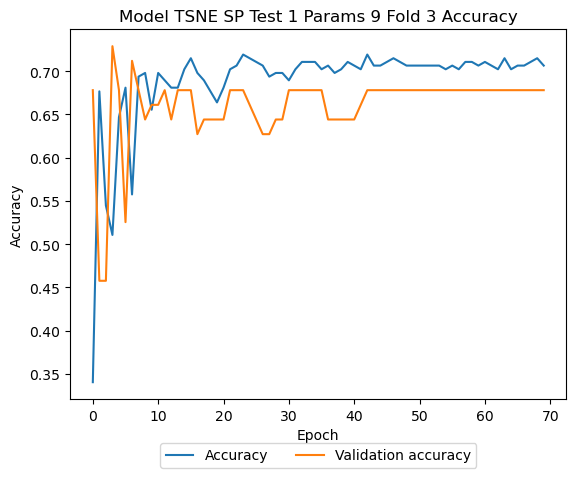 Model TSNE SP Test 1 Params 9 Fold 3 Accuracy
Accuracy
0.70
0.65
0.60
0.55
0.50
0.45
0.40
0.35
0 10 20 30 40 50 60 70
Epoch
Accuracy Validation accuracy